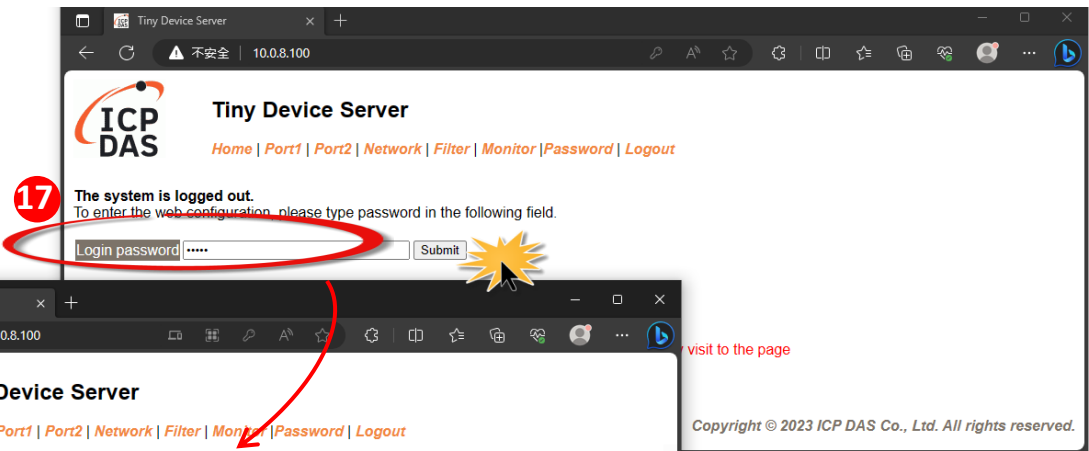 Tiny Device Server
不安全 | 10.0.8.100
ICP
DAS
Tiny Device Server
Home | Port1 | Port2 | Network | Filter | Monitor |Password | Logout
17
The system is logged out.
To enter the web configuration, please type password in the following field.
Login password ••••• Submit
0.8.100
visit to the page
Device Server
Port1 | Port2 | Network | Filter | Monitor |Password | Logout
Copyright © 2023 ICP DAS Co., Ltd. All rights reserved.